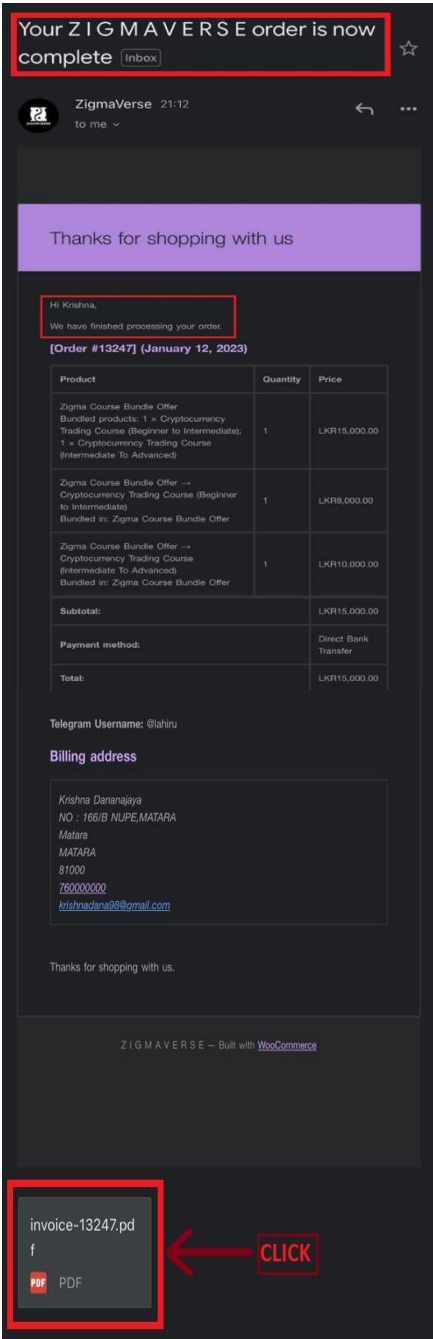 Your Z I G M A V E R S E order is now
complete Inbox
ZigmaVerse 21:12
to me
Thanks for shopping with us
Hi Krishna,
We have finished processing your order.
[Order #13247] (January 12, 2023)
Product Quantity Price
Zigma Course Bundle Offer
Bundled products: 1 × Cryptocurrency
Trading Course (Beginner to Intermediate);
1 × Cryptocurrency Trading Course
(Intermediate To Advanced)
1 LKR15,000.00
Zigma Course Bundle Offer →
Cryptocurrency Trading Course (Beginner
to Intermediate)
Bundled in: Zigma Course Bundle Offer
1 LKR8,000.00
Zigma Course Bundle Offer →
Cryptocurrency Trading Course
(Intermediate To Advanced)
Bundled in: Zigma Course Bundle Offer
1 LKR10,000.00
Subtotal: LKR15,000.00
Payment method: Direct Bank
Transfer
Total: LKR15,000.00
Telegram Username: @lahiru
Billing address
Krishna Dananajaya
NO : 166/B NUPE,MATARA
Matara
MATARA
81000
760000000
krishnadana98@gmail.com
Thanks for shopping with us.
Z I G M A V E R S E — Built with WooCommerce
invoice-13247.pd
f
PDF PDF
CLICK